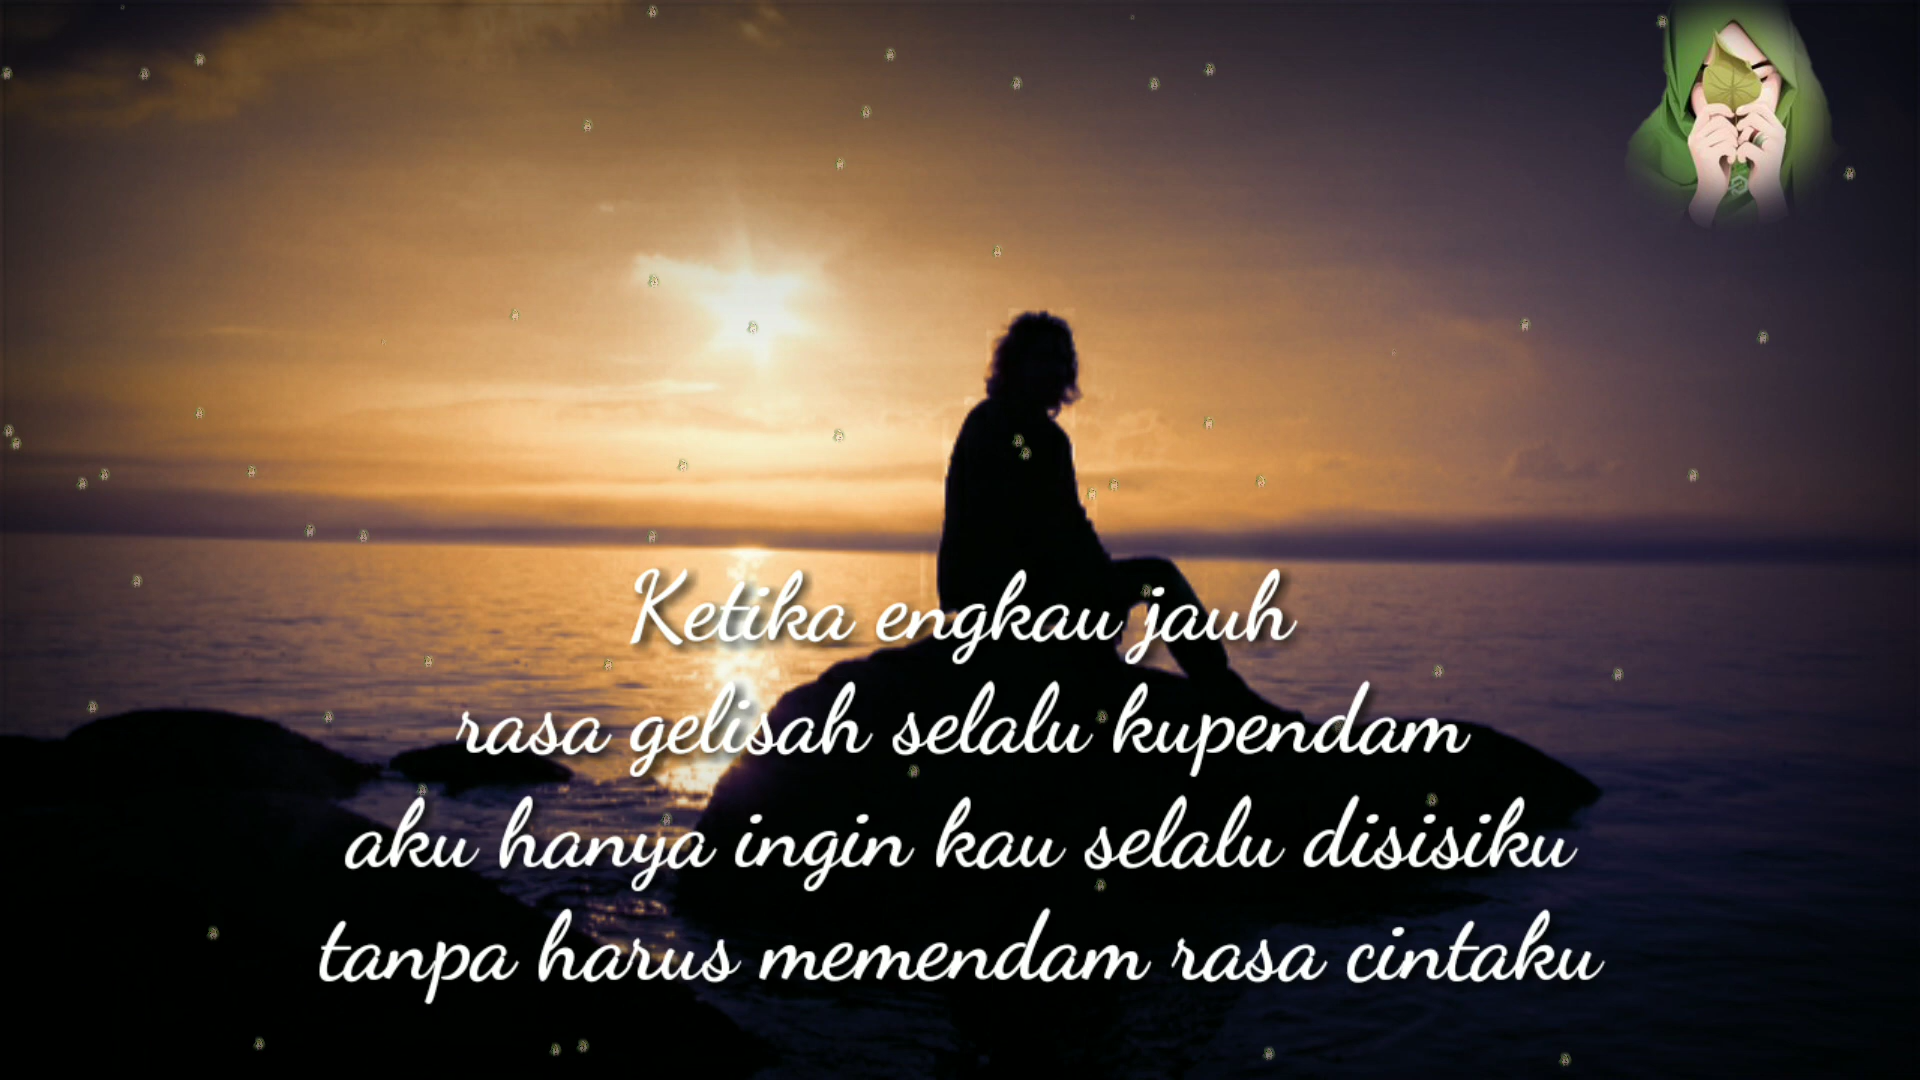 Ketika engkau jauh
rasa gelisah selalu kupendam
aku hanya ingin kau selalu disisiku
tanpa harus memendam rasa cintaku